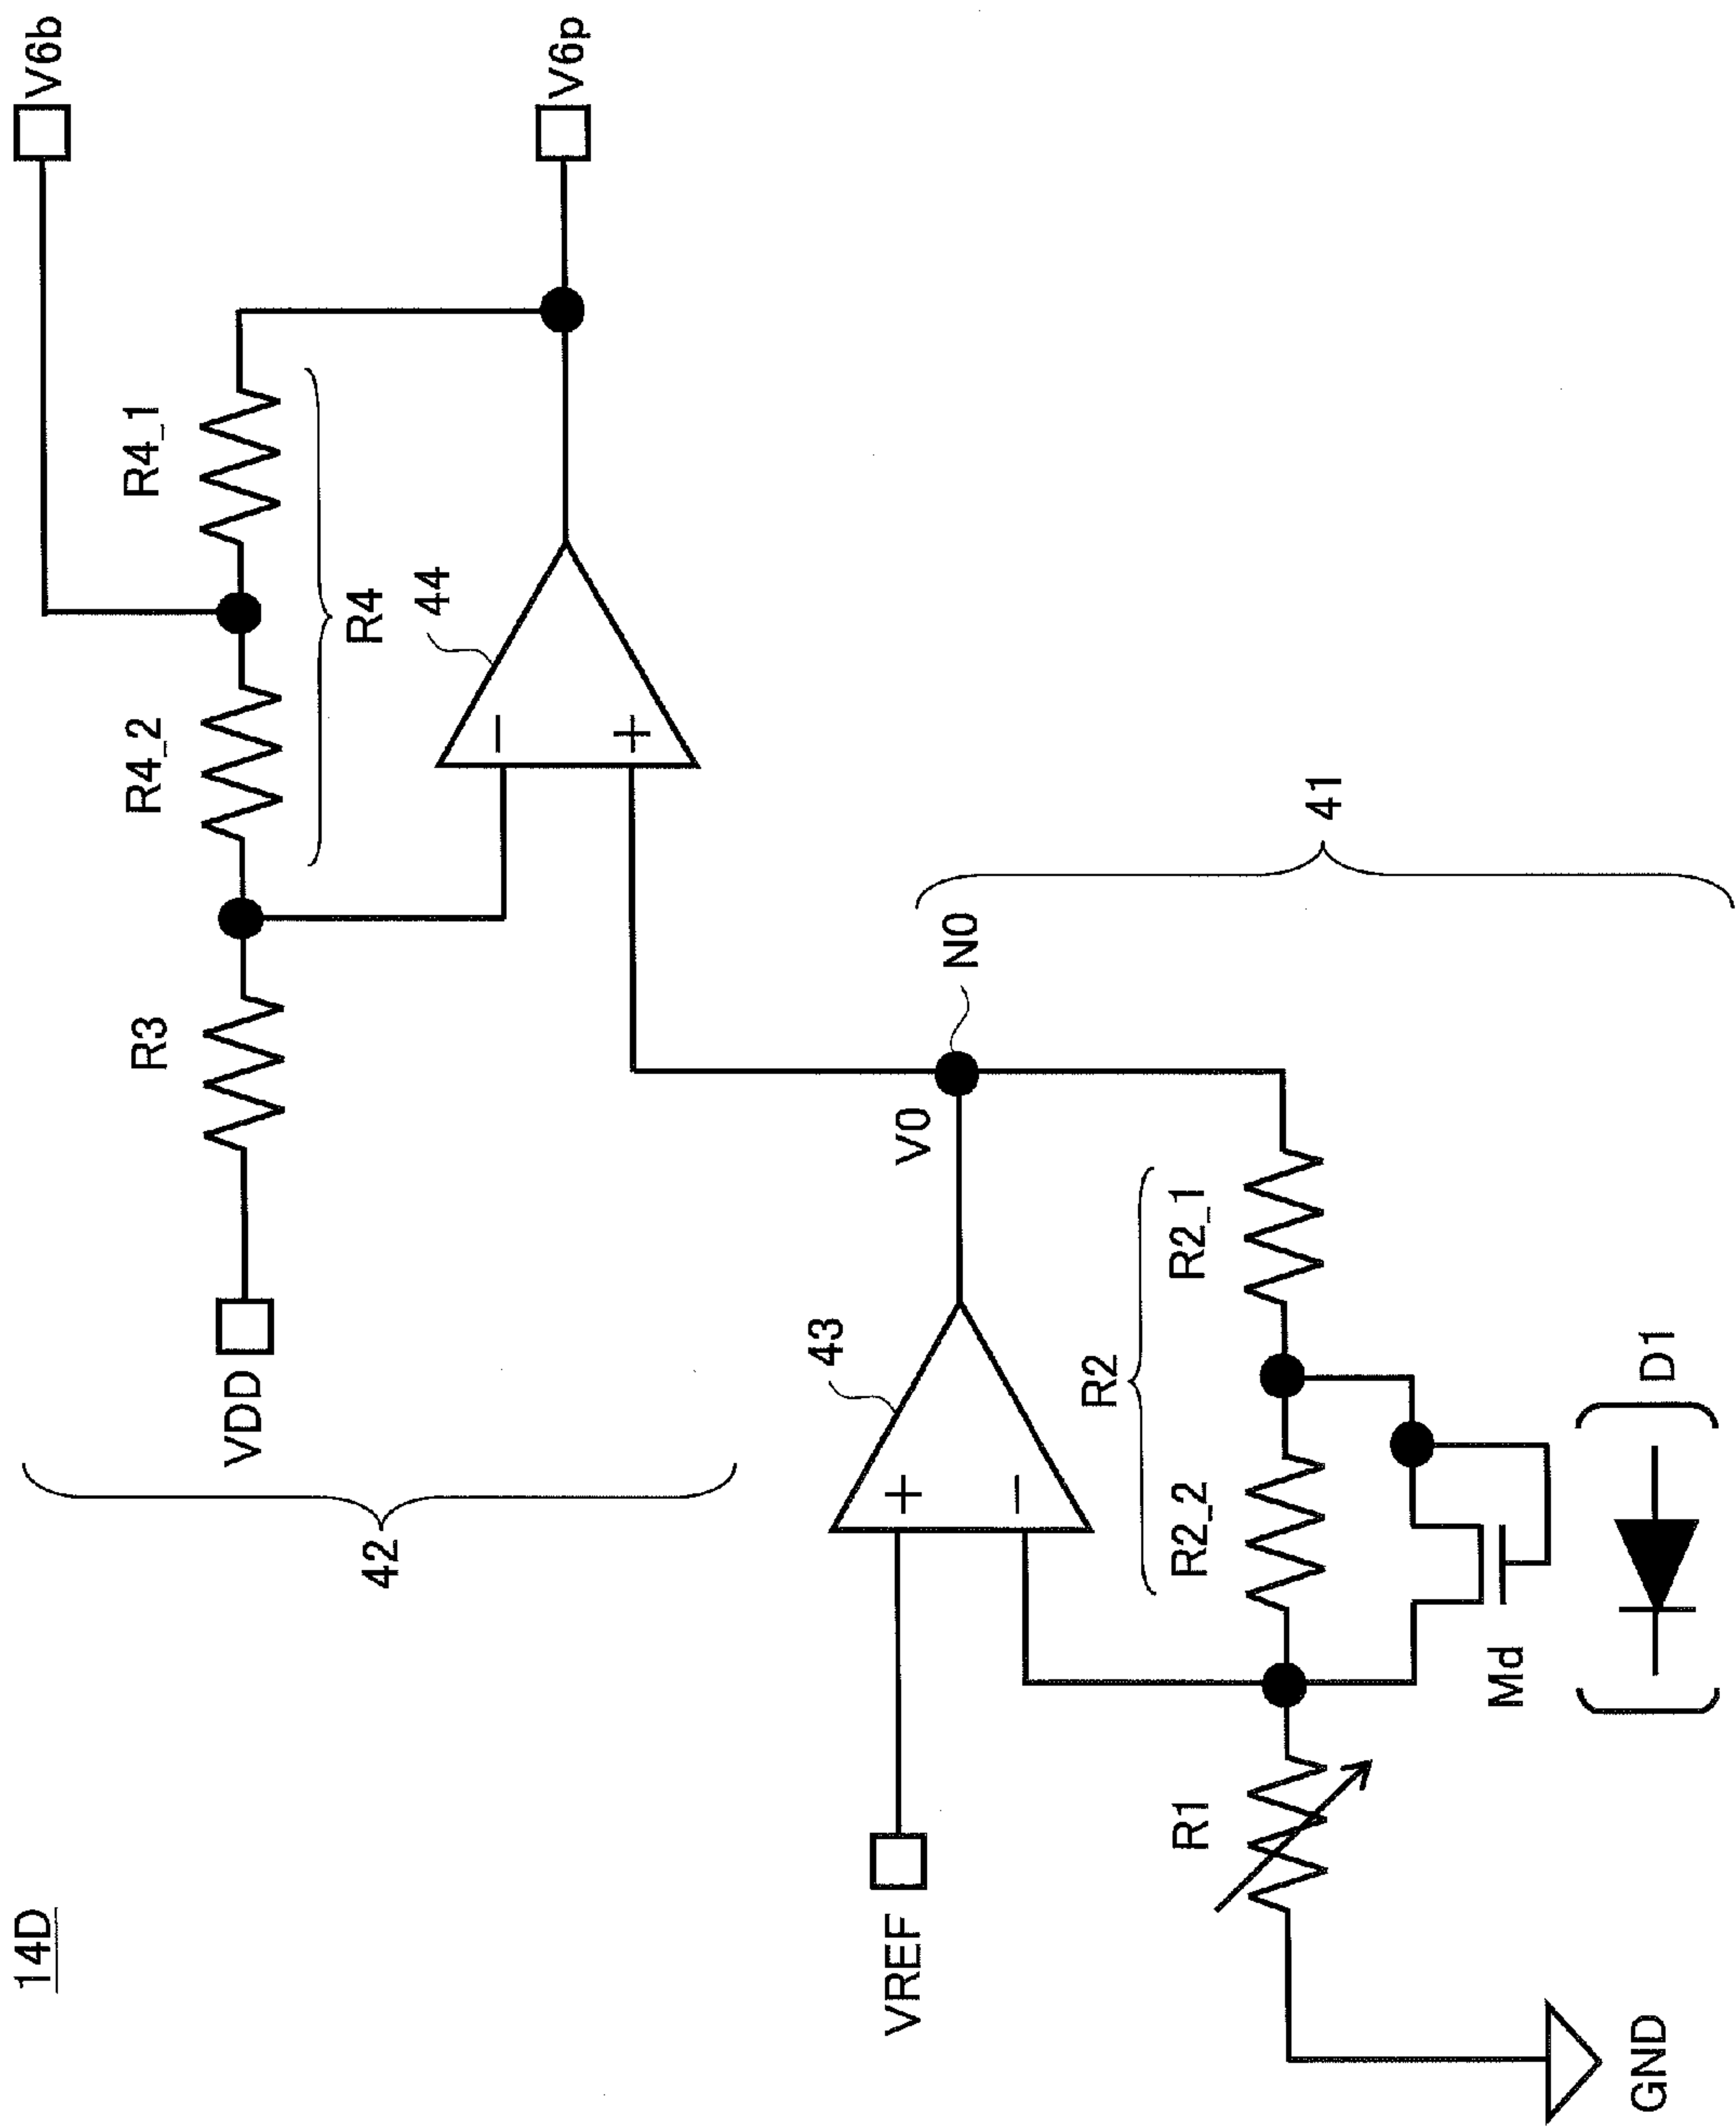 14D
V6b
V6p
R4_1
R4_2
R4
R3
VDD
42
44
−
+
41
N0
V0
43
+
−
VREF
R2
R2_1
R2_2
R1
Md
D1
GND